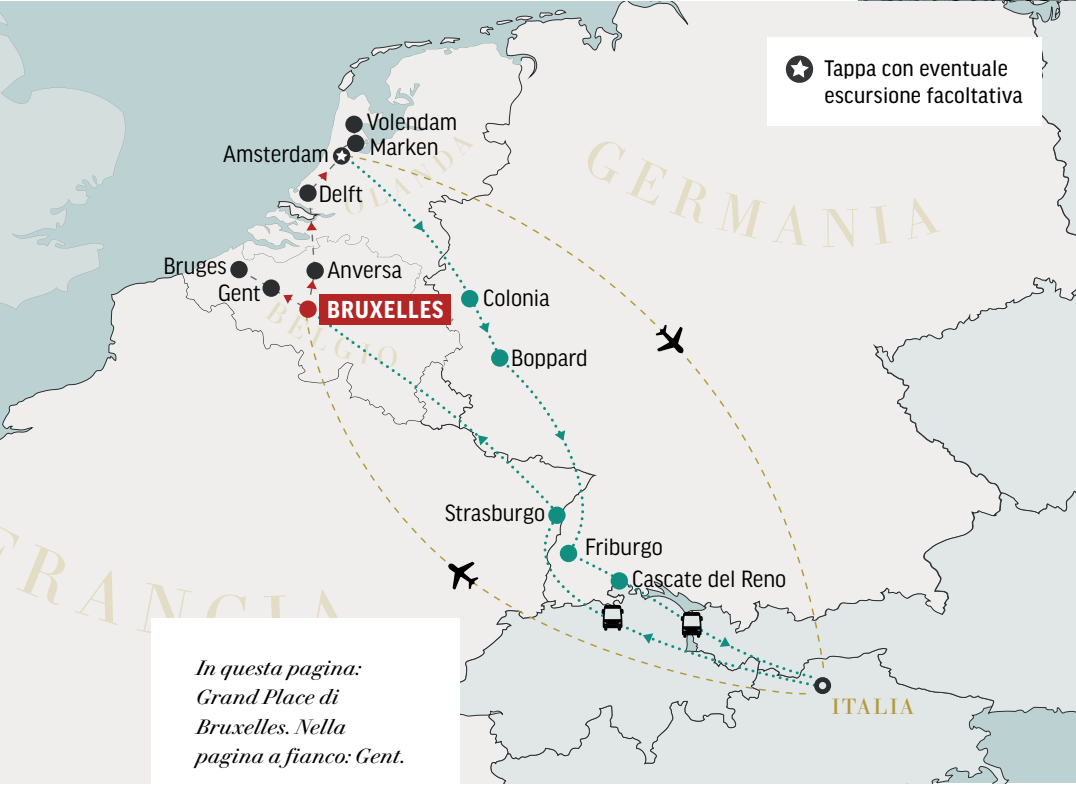 Tappa con eventuale
escursione facoltativa
Volendam
Marken
Amsterdam
OLANDA
GERMANIA
Delft
Bruges
Anversa
Gent
BRUXELLES
BELGIO
Colonia
Boppard
Strasburgo
Friburgo
Cascate del Reno
FRANCIA
ITALIA
In questa pagina:
Grand Place di
Bruxelles. Nella
pagina a fianco: Gent.